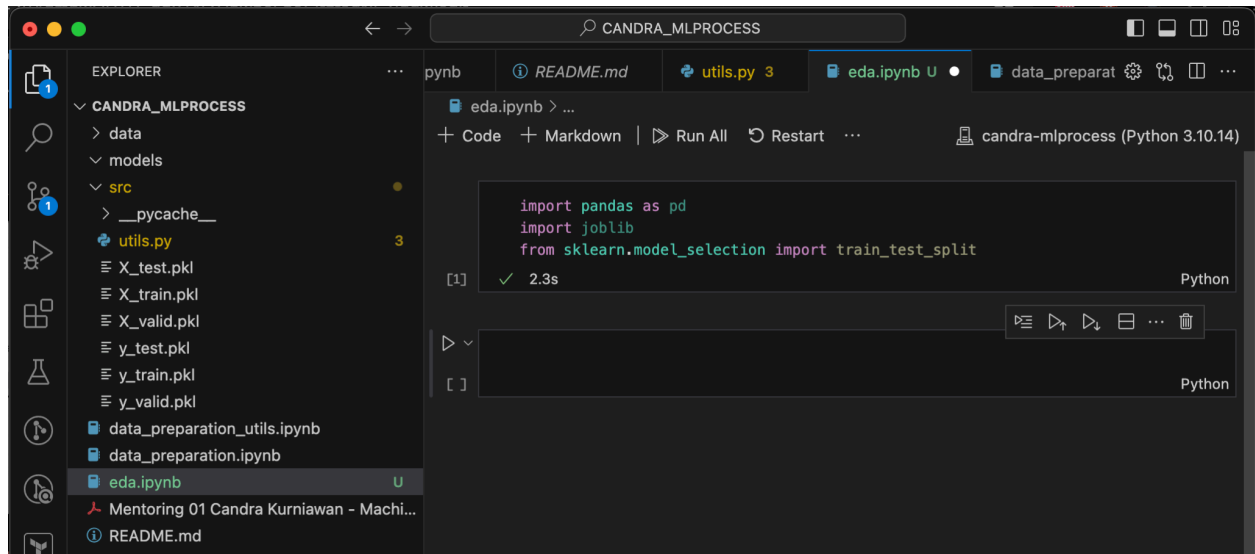 CANDRA_MLPROCESS
EXPLORER
pynb
README.md
utils.py 3
eda.ipynb U
data_preparat
CANDRA_MLPROCESS
data
models
src
__pycache__
utils.py 3
X_test.pkl
X_train.pkl
X_valid.pkl
y_test.pkl
y_train.pkl
y_valid.pkl
data_preparation_utils.ipynb
data_preparation.ipynb
eda.ipynb U
Mentoring 01 Candra Kurniawan - Machi...
README.md
1
1
eda.ipynb > ...
+ Code + Markdown | Run All Restart ... candra-mlprocess (Python 3.10.14)
import pandas as pd
import joblib
from sklearn.model_selection import train_test_split
[1] ✓ 2.3s Python
[ ] Python